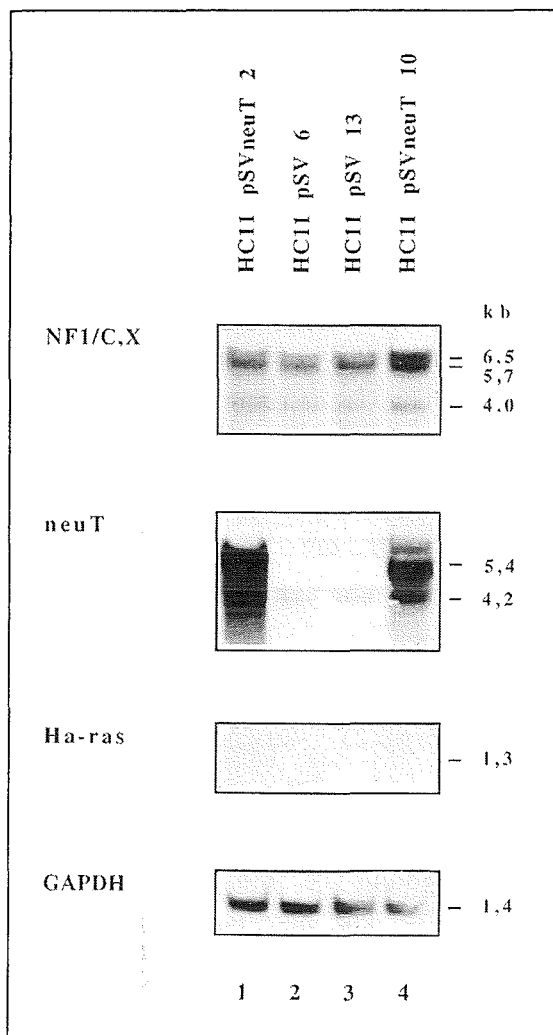 HC11 pSVneuT 2
HC11 pSV 6
HC11 pSV 13
HC11 pSVneuT 10
kb
NF1/C,X
6.5
5,7
4.0
neuT
5,4
4,2
Ha-ras
1,3
GAPDH
1,4
1 2 3 4